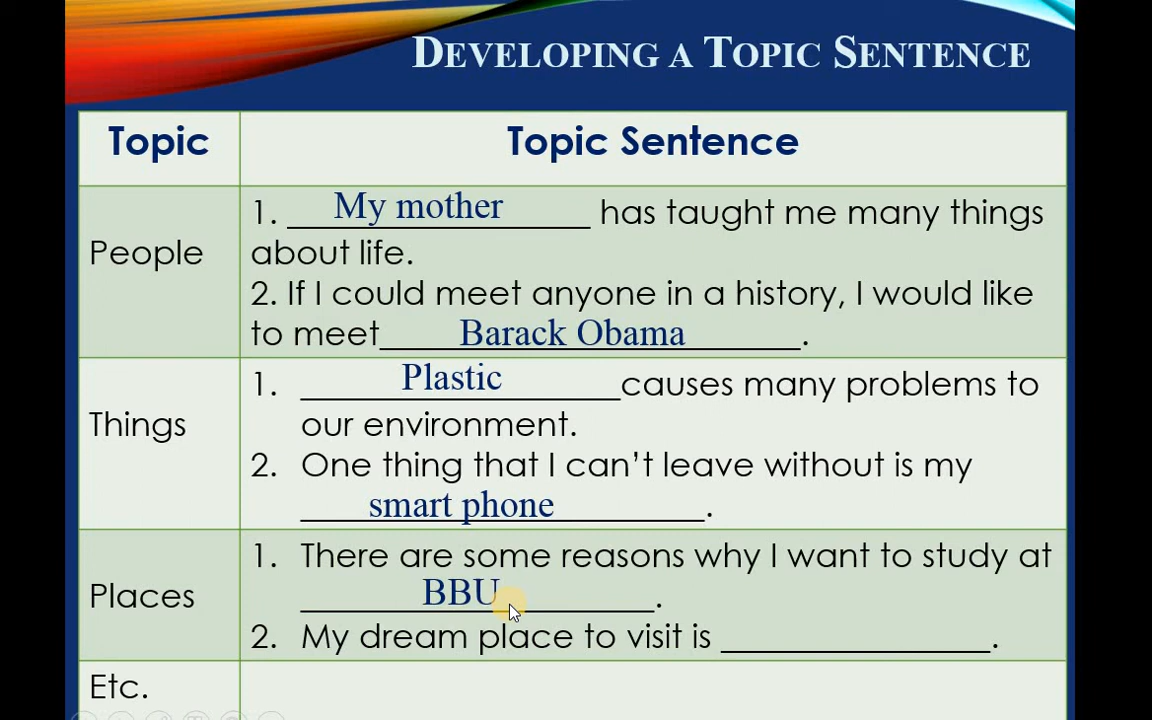 DEVELOPING A TOPIC SENTENCE
Topic
Topic Sentence
People
1. My mother has taught me many things
about life.
2. If I could meet anyone in a history, I would like
to meet Barack Obama.
Things
1. Plastic causes many problems to
our environment.
2. One thing that I can't leave without is my
smart phone.
Places
1. There are some reasons why I want to study at
BBU.
2. My dream place to visit is ________________.
Etc.